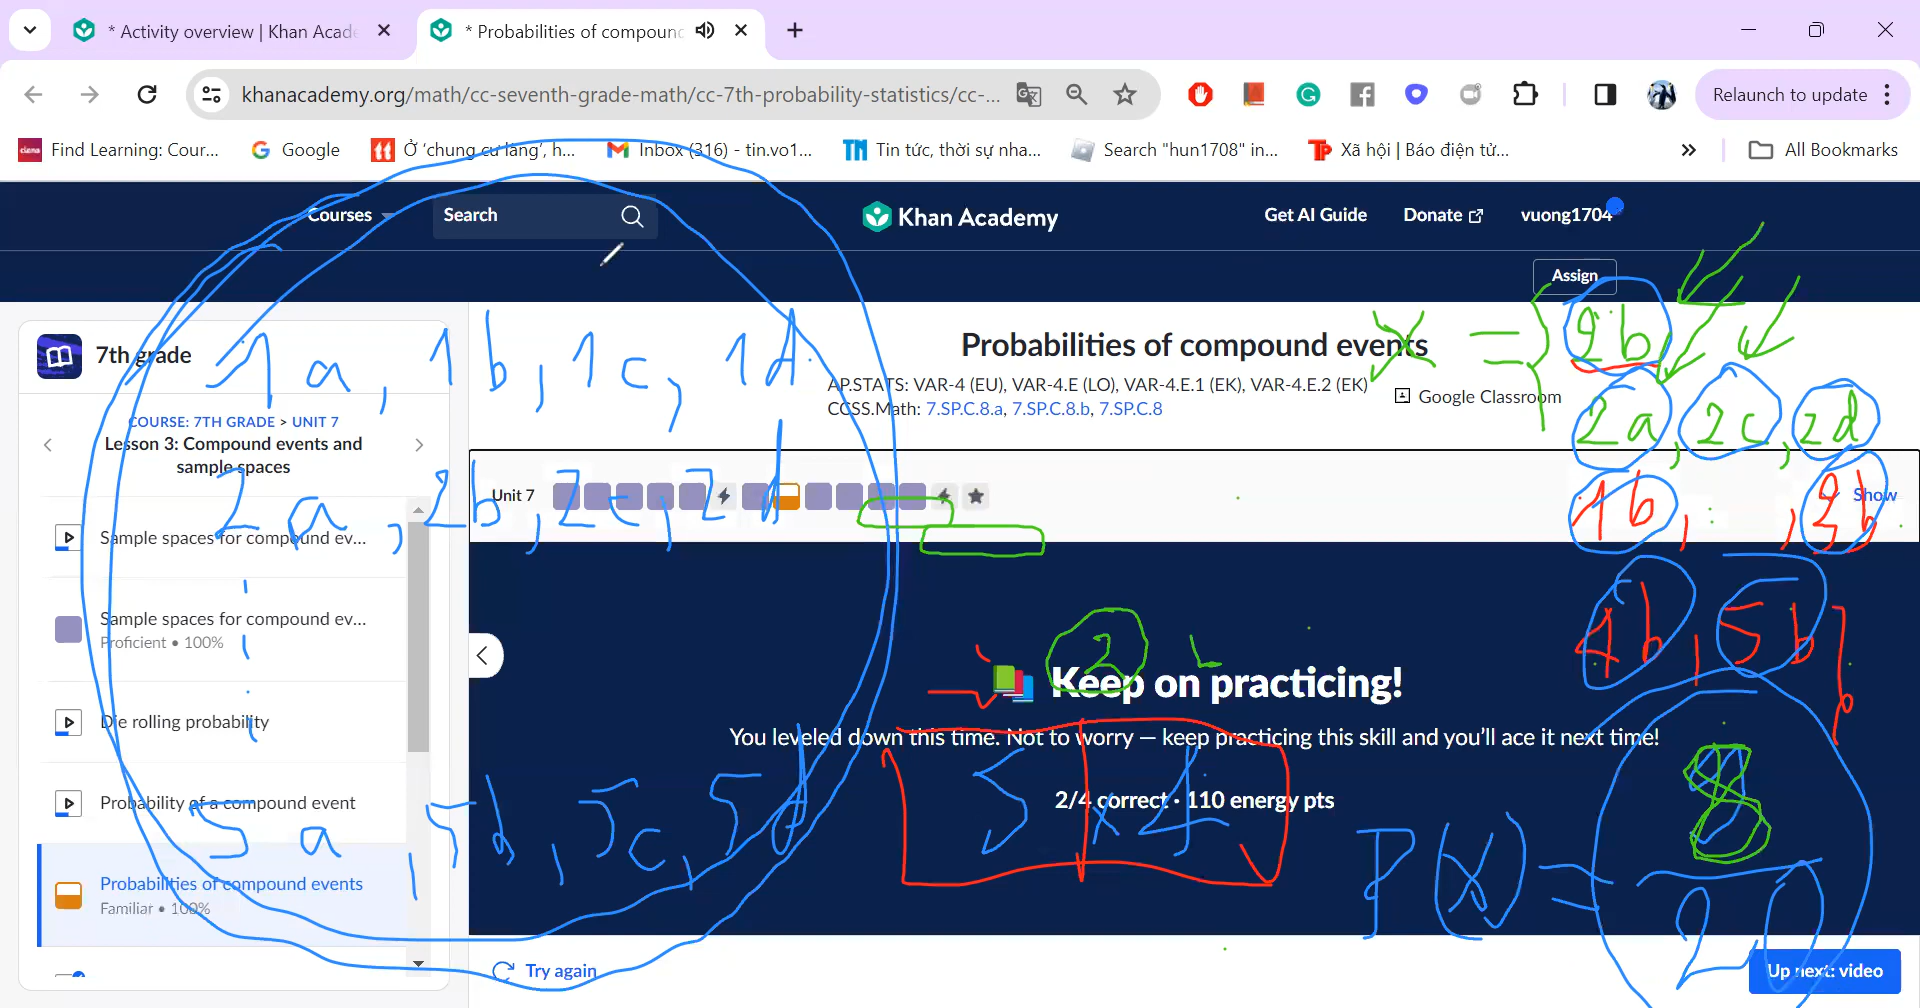 * Activity overview | Khan Acade
* Probabilities of compound
khanacademy.org/math/cc-seventh-grade-math/cc-7th-probability-statistics/cc-...
Relaunch to update
Find Learning: Cour...
Google
Ở 'chung cư làng', h...
Inbox (316) - tin.vo1...
Tin tức, thời sự nha...
Search "hun1708" in...
Xã hội | Báo điện tử...
All Bookmarks
Courses
Search
Khan Academy
Get AI Guide
Donate
vuong1704
Assign
7th grade
COURSE: 7TH GRADE > UNIT 7
Lesson 3: Compound events and
sample spaces
Sample spaces for compound ev...
Sample spaces for compound ev...
Proficient • 100%
Die rolling probability
Probability of a compound event
Probabilities of compound events
Familiar • 100%
Probabilities of compound events
AP.STATS: VAR-4 (EU), VAR-4.E (LO), VAR-4.E.1 (EK), VAR-4.E.2 (EK)
CCSS.Math: 7.SP.C.8.a, 7.SP.C.8.b, 7.SP.C.8
Google Classroom
Unit 7
Show
Keep on practicing!
You leveled down this time. Not to worry — keep practicing this skill and you'll ace it next time!
2/4 correct · 110 energy pts
Try again
Up next: video
1a, 1b, 1c, 1d
2a, 2b, 2c, 2d
5a, 5b, 5c, 5d
2
5 x 4
X = { 2b,
2a, 2c, 2d
1b, 3b
4b, 5b }
P(X) = 8
20